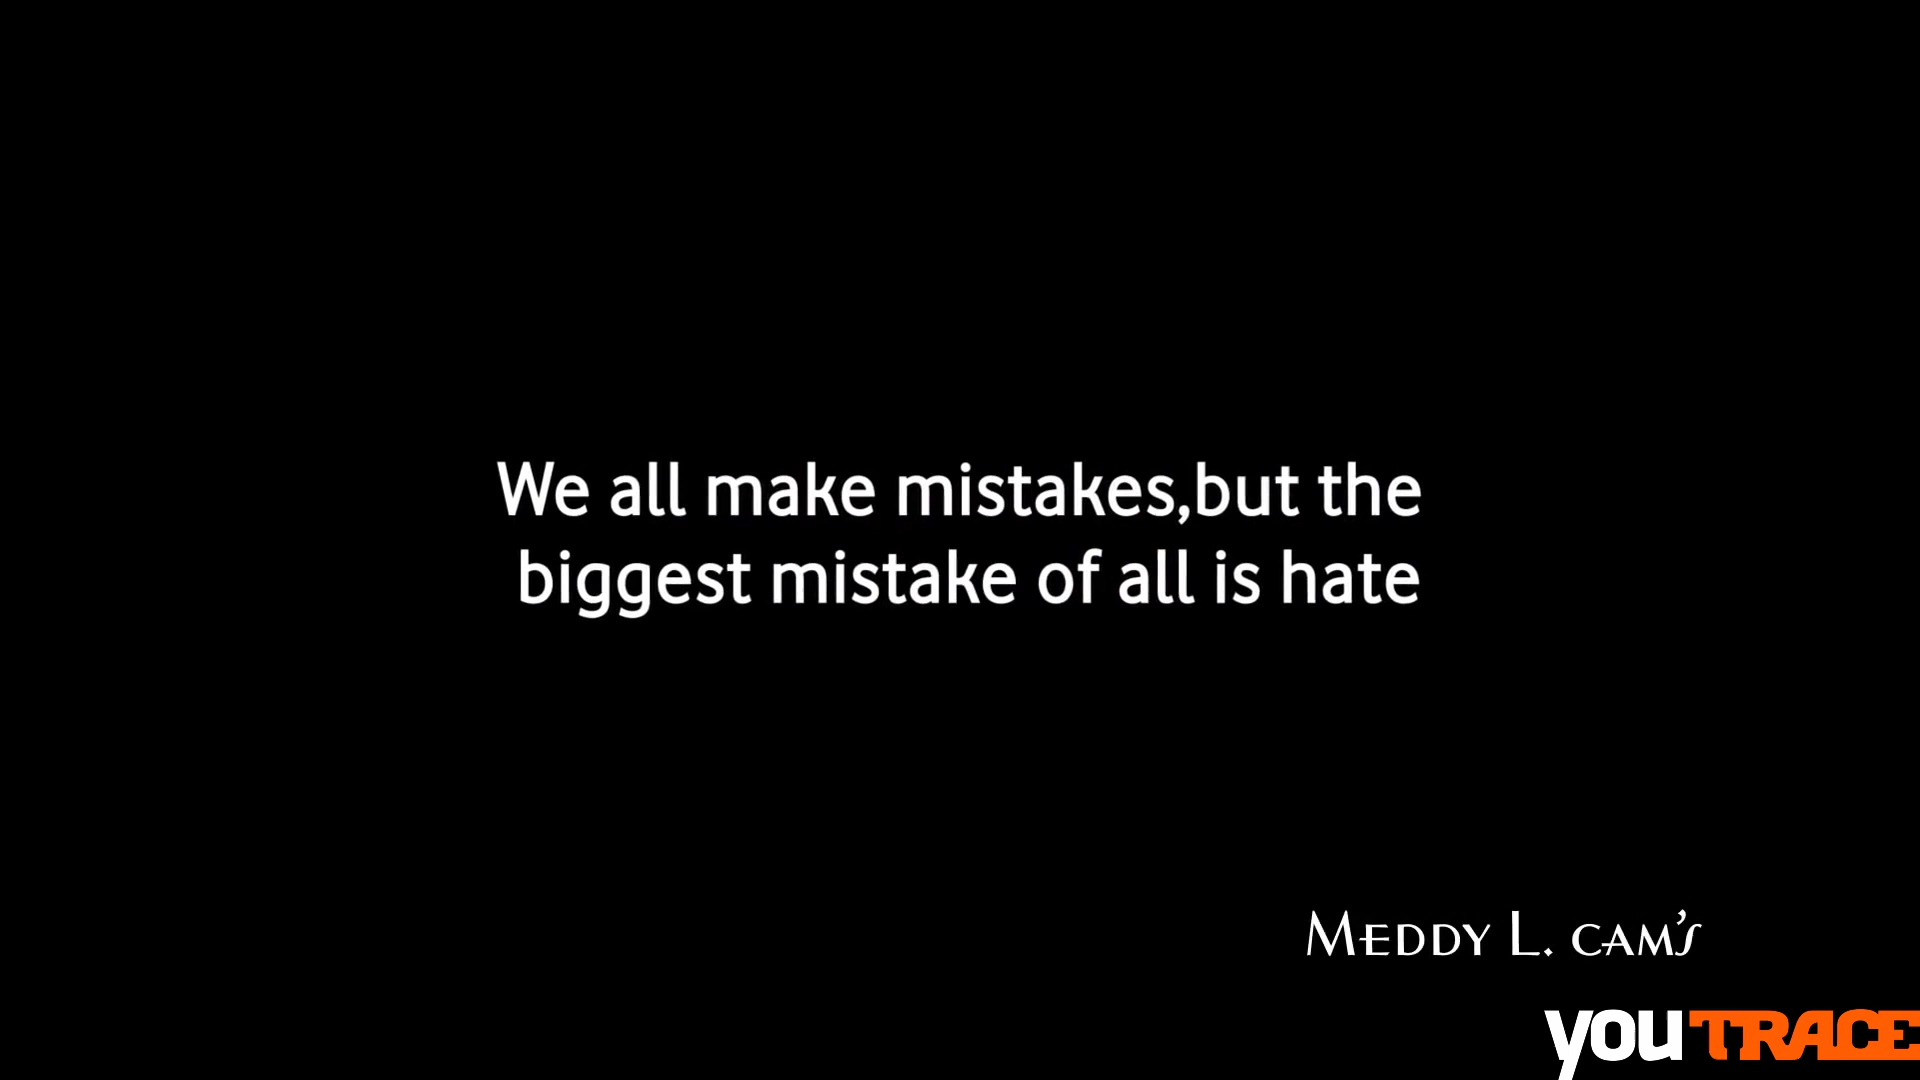 We all make mistakes,but the
biggest mistake of all is hate
Meddy L. cam's
youTRACE